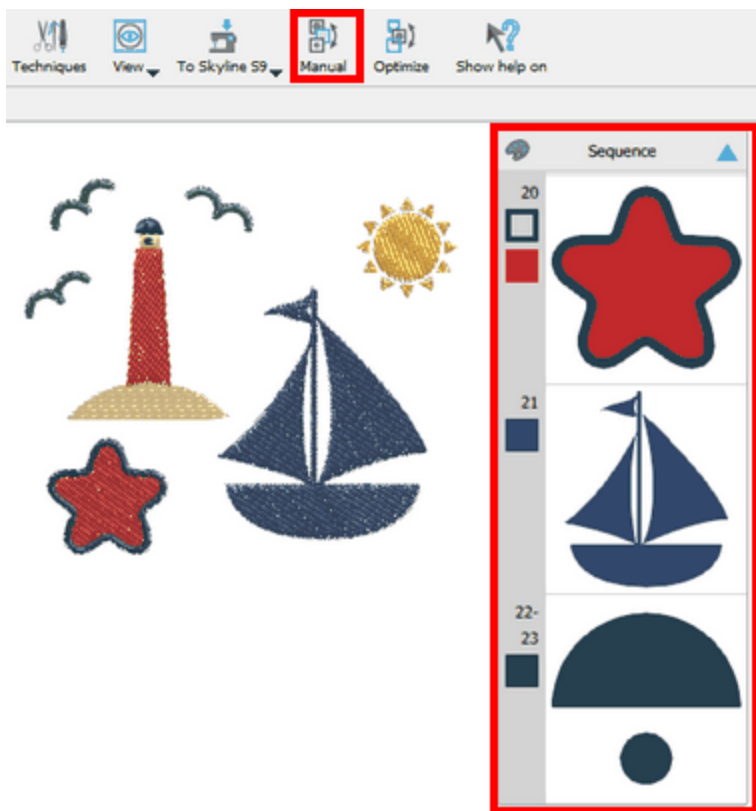 Techniques View To Skyline S9 Manual Optimize Show help on
Sequence
20
21
22-
23